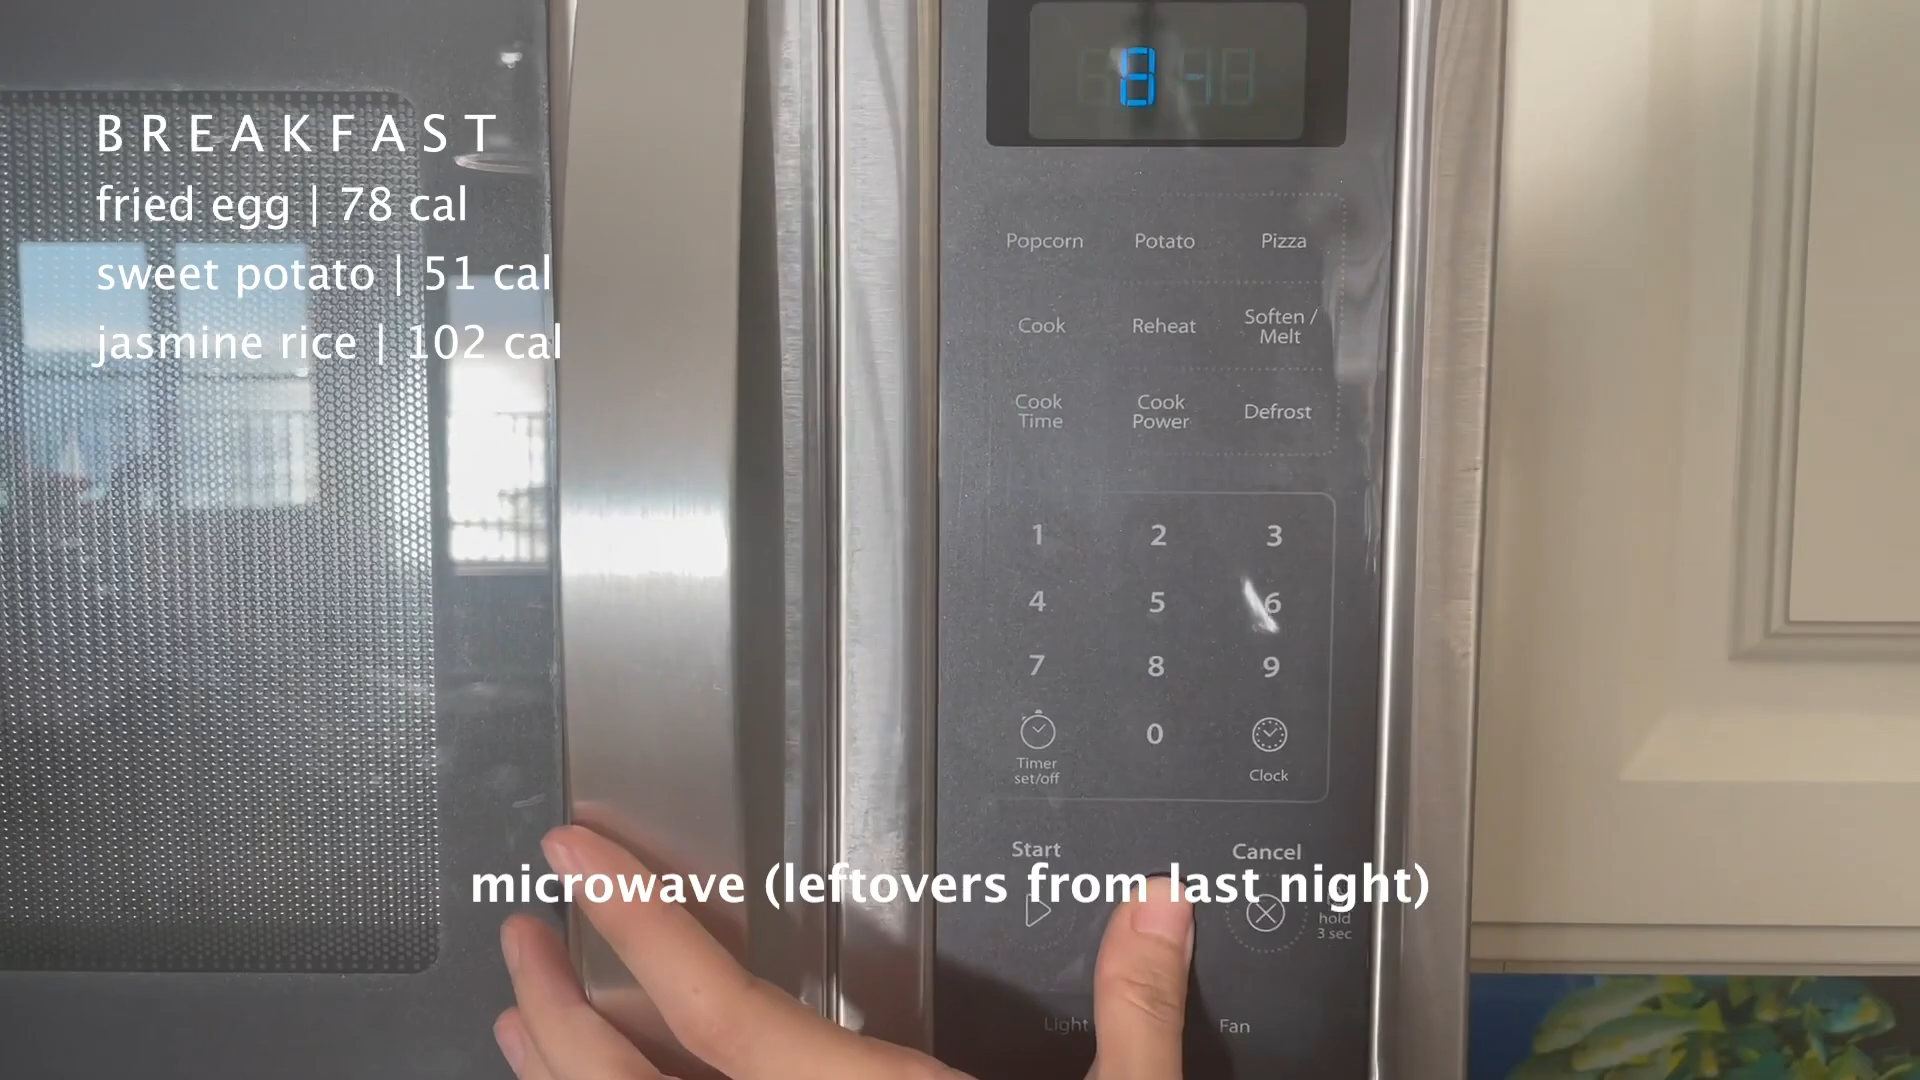 BREAKFAST
fried egg | 78 cal
sweet potato | 51 cal
jasmine rice | 102 cal
Popcorn Potato Pizza
Cook Reheat Soften / Melt
Cook Time Cook Power Defrost
1 2 3
4 5 6
7 8 9
0
Timer set/off Clock
Start Cancel
microwave (leftovers from last night)
hold
3 sec
Light Fan